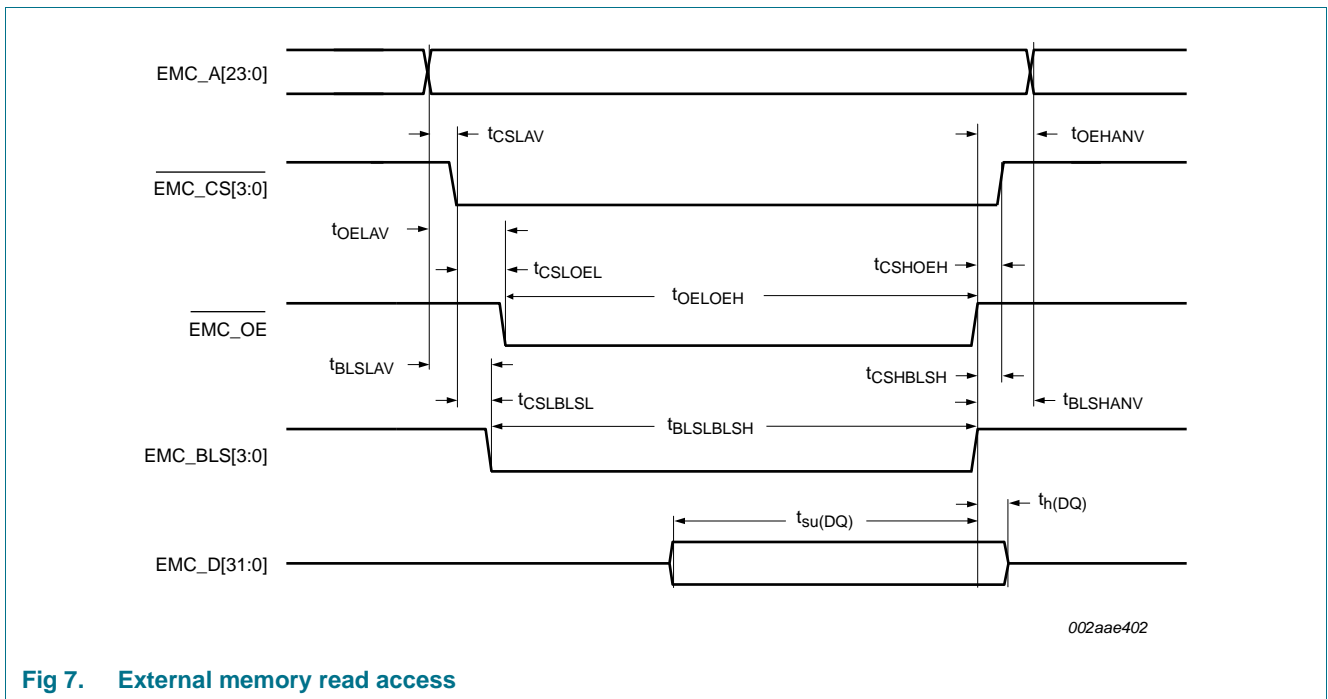 EMC_A[23:0]
tCSLAV
tOEHANV
EMC_CS[3:0]
tOELAV
tCSLOEL
tCSHOEH
tOELOEH
EMC_OE
tBLSLAV
tCSHBLSH
tCSLBLSL
tBLSHANV
tBLSLBLSH
EMC_BLS[3:0]
th(DQ)
tsu(DQ)
EMC_D[31:0]
002aae402
Fig 7. External memory read access